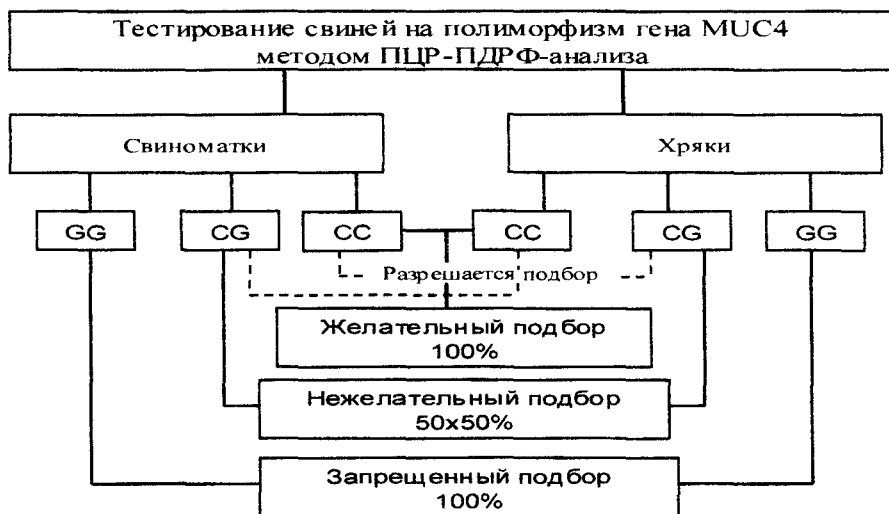 Тестирование свиней на полиморфизм гена MUC4
методом ПЦР-ПДРФ-анализа
Свиноматки
Хряки
GG
CG
CC
CC
CG
GG
Разрешается подбор
Желательный подбор
100%
Нежелательный подбор
50x50%
Запрещенный подбор
100%